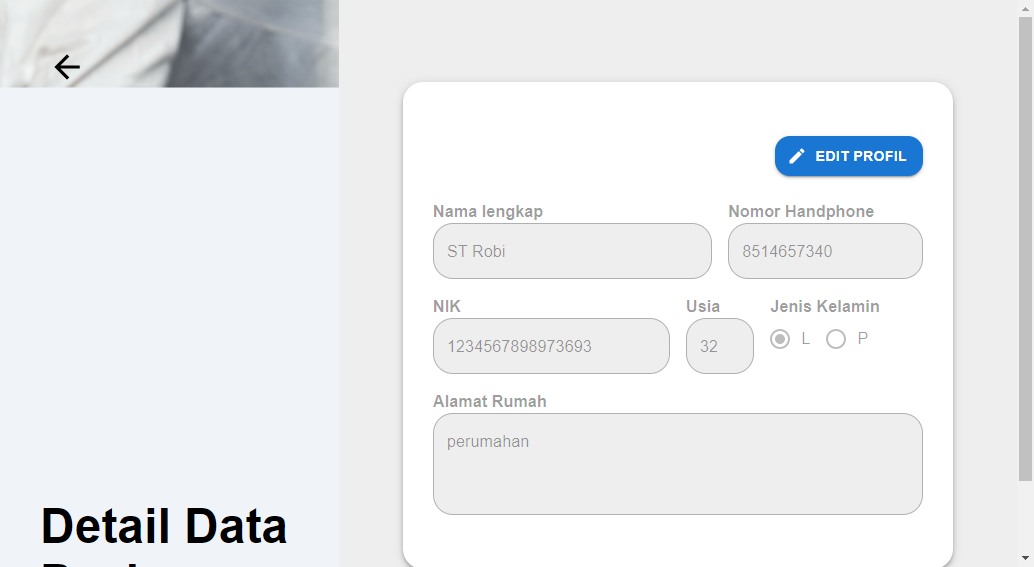 EDIT PROFIL
Nama lengkap
Nomor Handphone
ST Robi
8514657340
NIK
Usia
Jenis Kelamin
1234567898973693
32
L
P
Alamat Rumah
perumahan
Detail Data